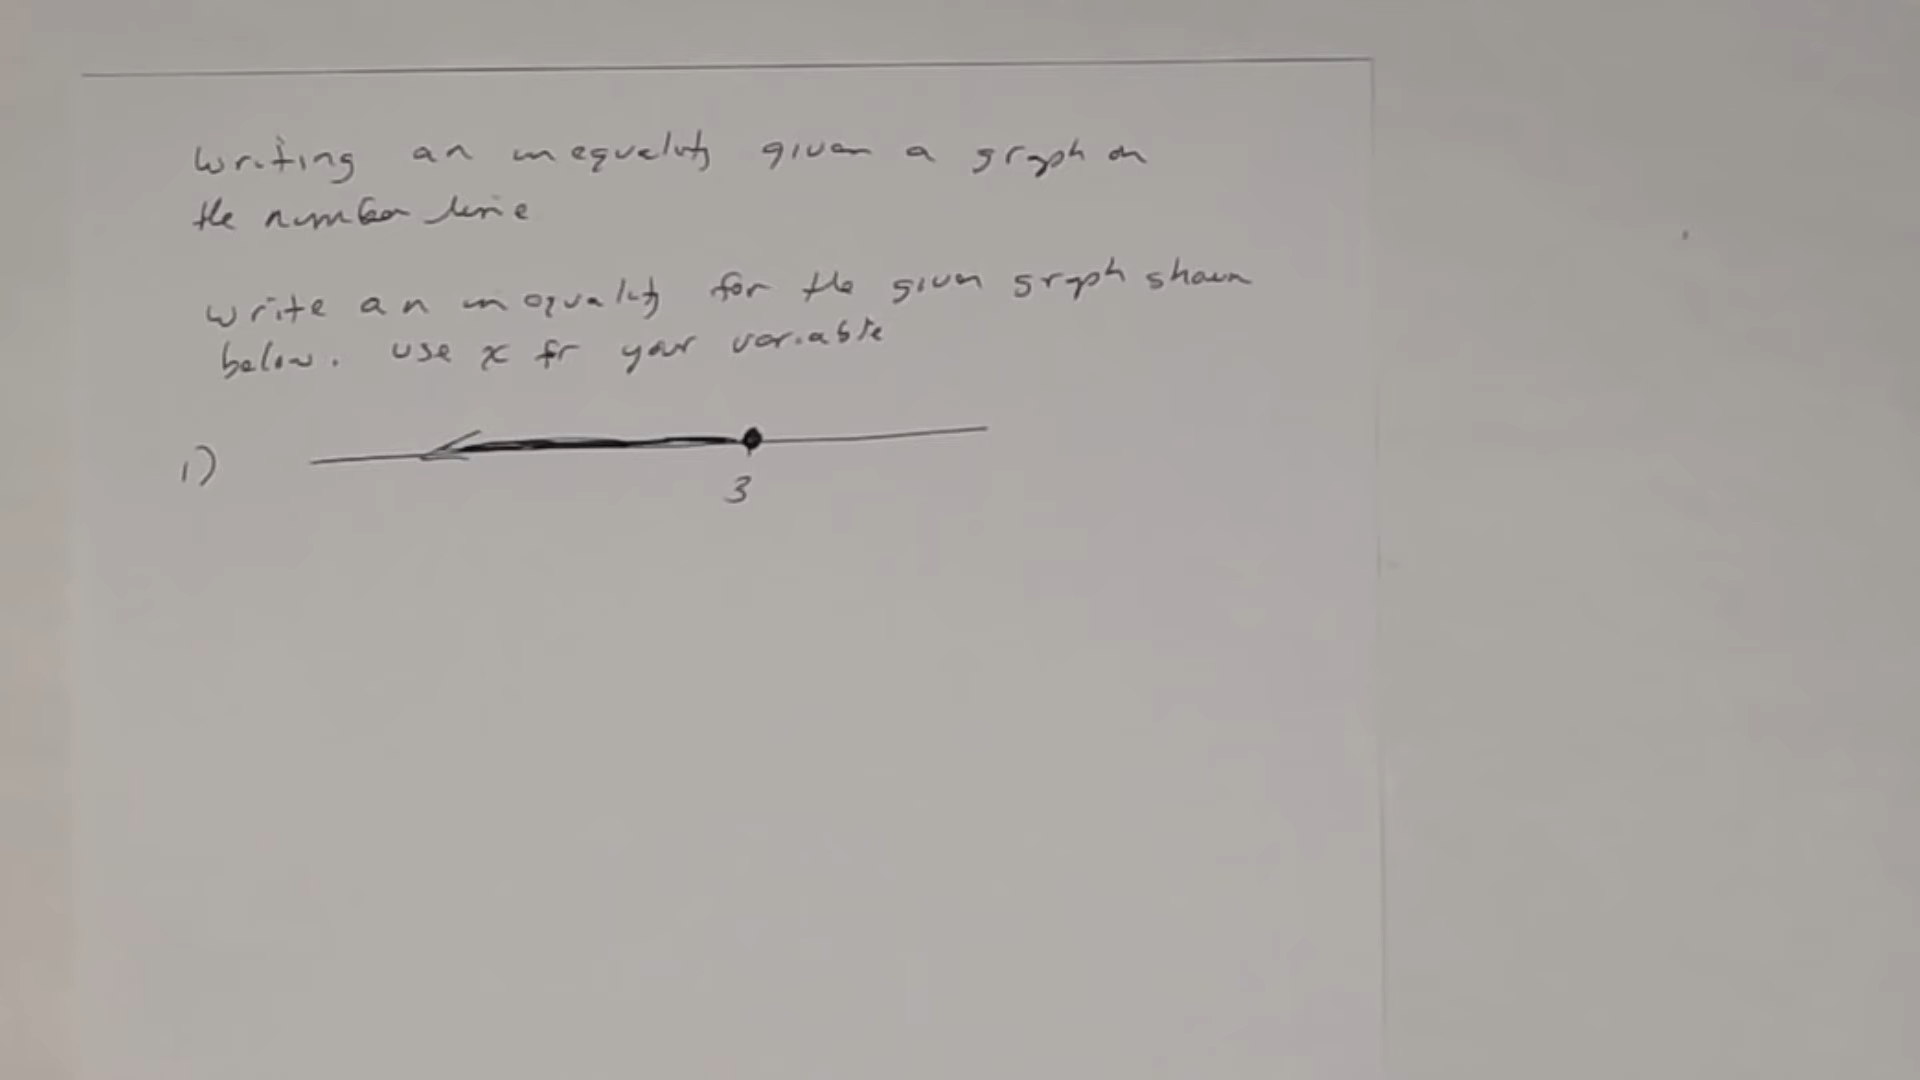 Writing an inequality given a graph on
the number line
Write an inequality for the given graph shown
below. Use x for your variable
1)
3